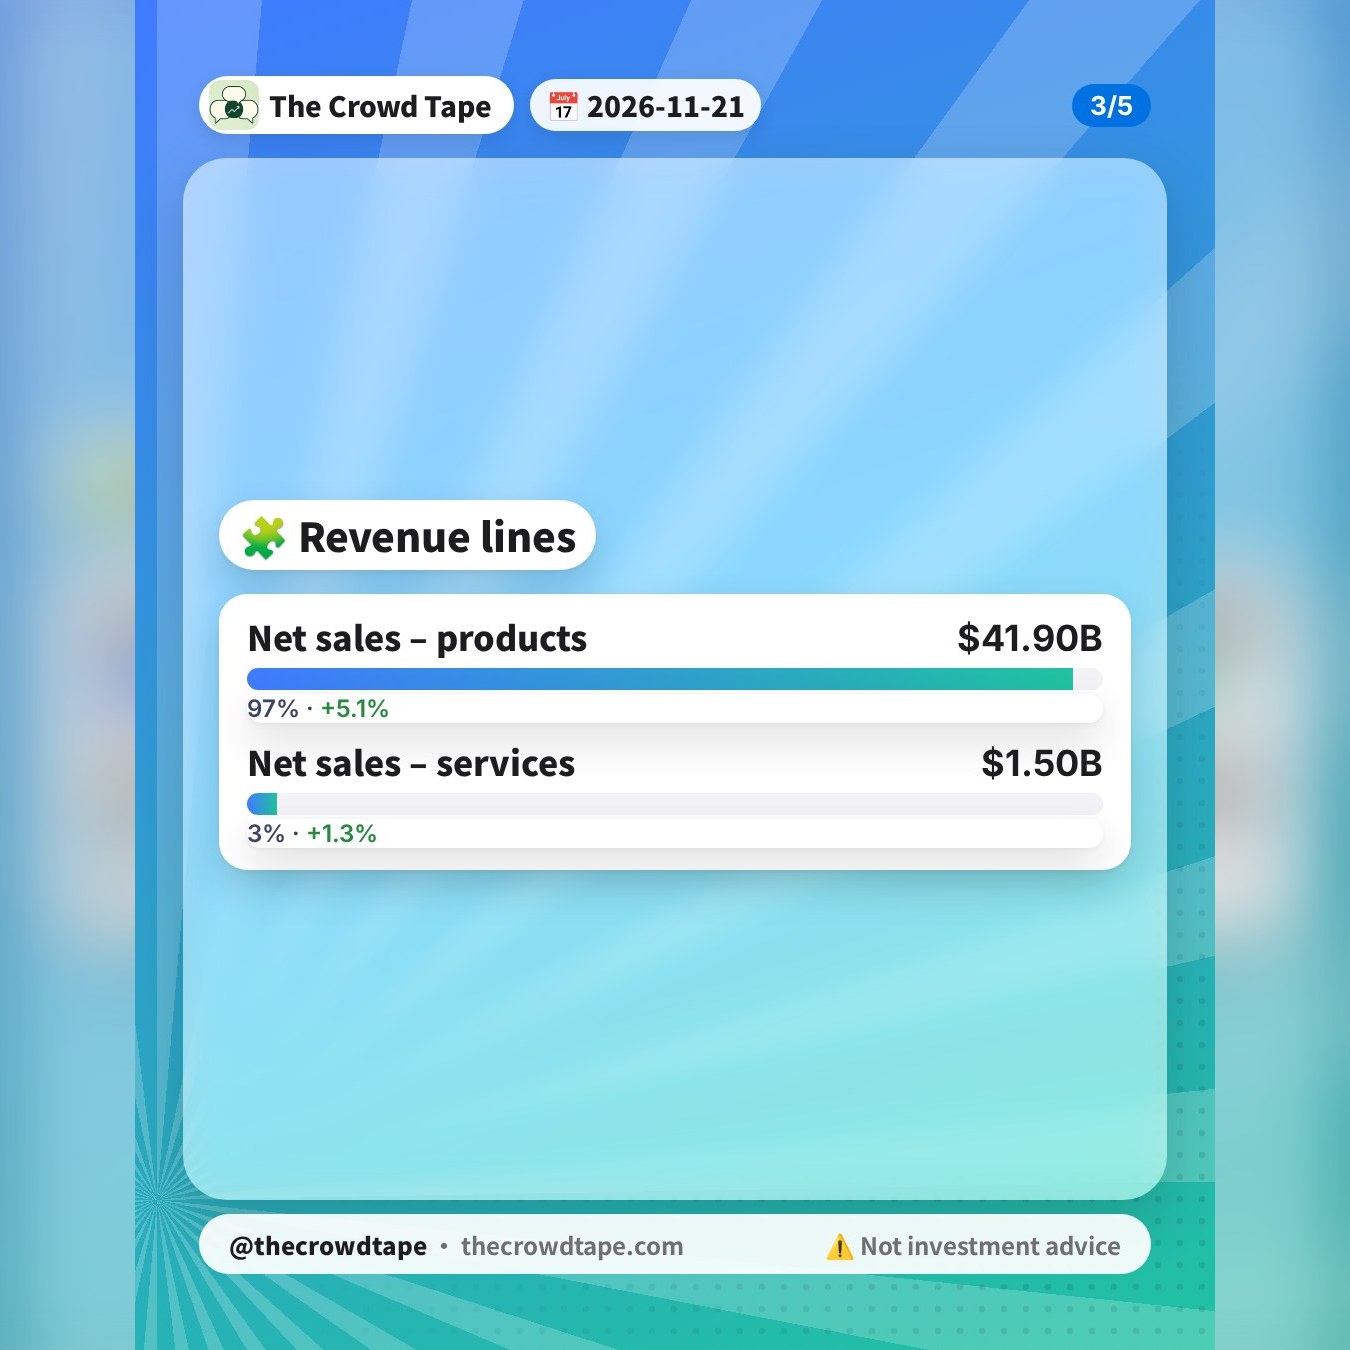 The Crowd Tape
July 17 2026-11-21
3/5
Revenue lines
Net sales – products $41.90B
97% · +5.1%
Net sales – services $1.50B
3% · +1.3%
@thecrowdtape • thecrowdtape.com
Not investment advice